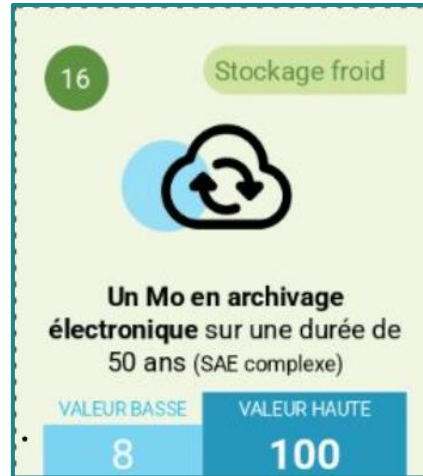 16
Stockage froid
Un Mo en archivage
électronique sur une durée de
50 ans (SAE complexe)
VALEUR BASSE
VALEUR HAUTE
8
100